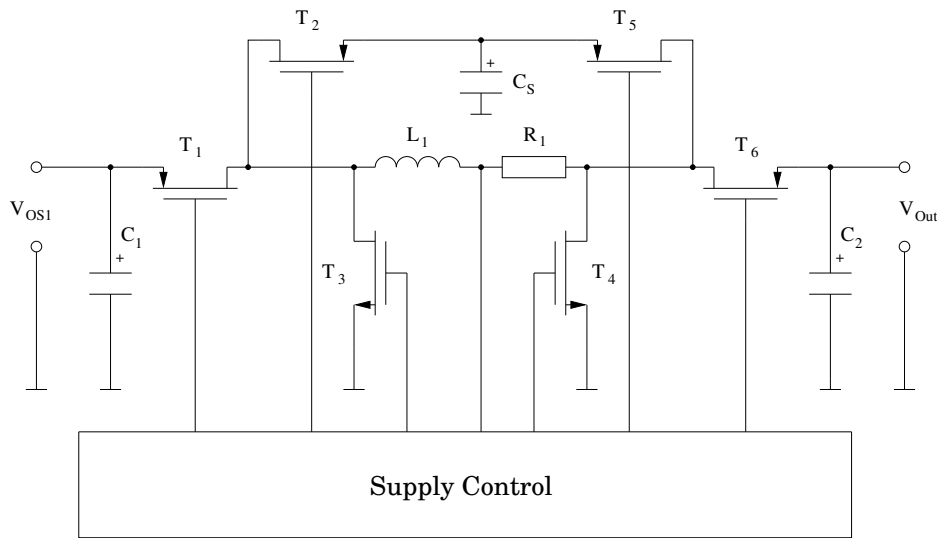 T2
T5
+
CS
L1
R1
T1
T6
VOS1
VOut
C1
+
C2
+
T3
T4
Supply Control